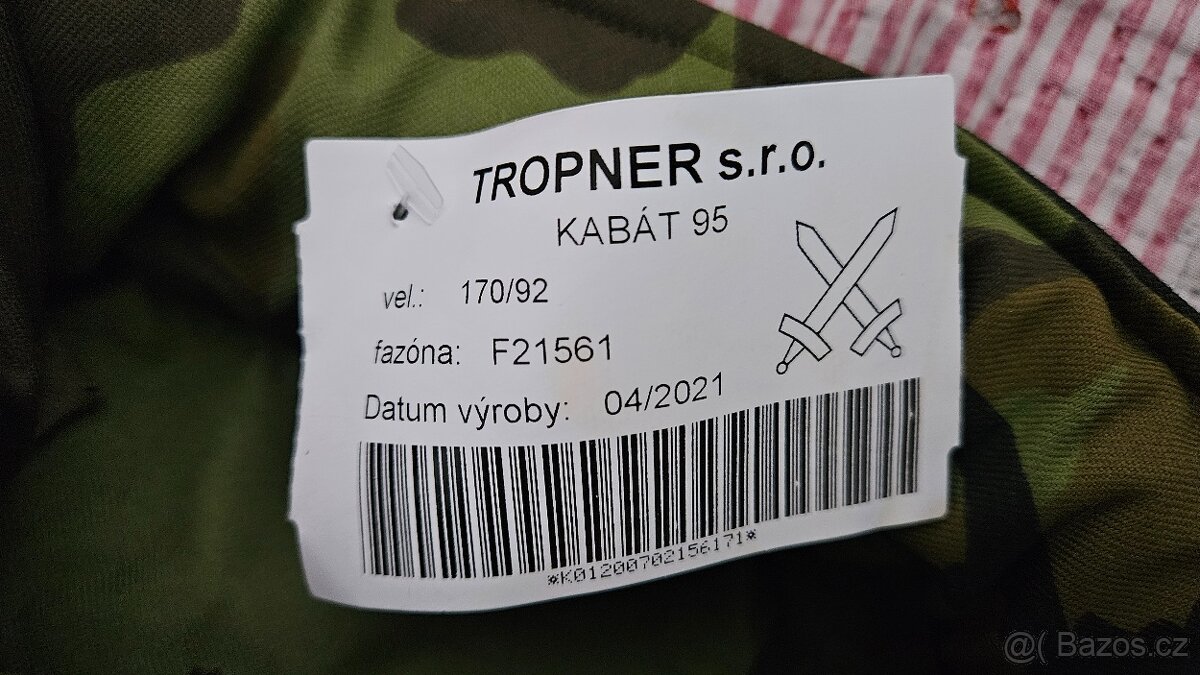 TROPNER s.r.o.
KABÁT 95
vel.: 170/92
fazóna: F21561
Datum výroby: 04/2021
*K01200702156171*
@( Bazos.cz